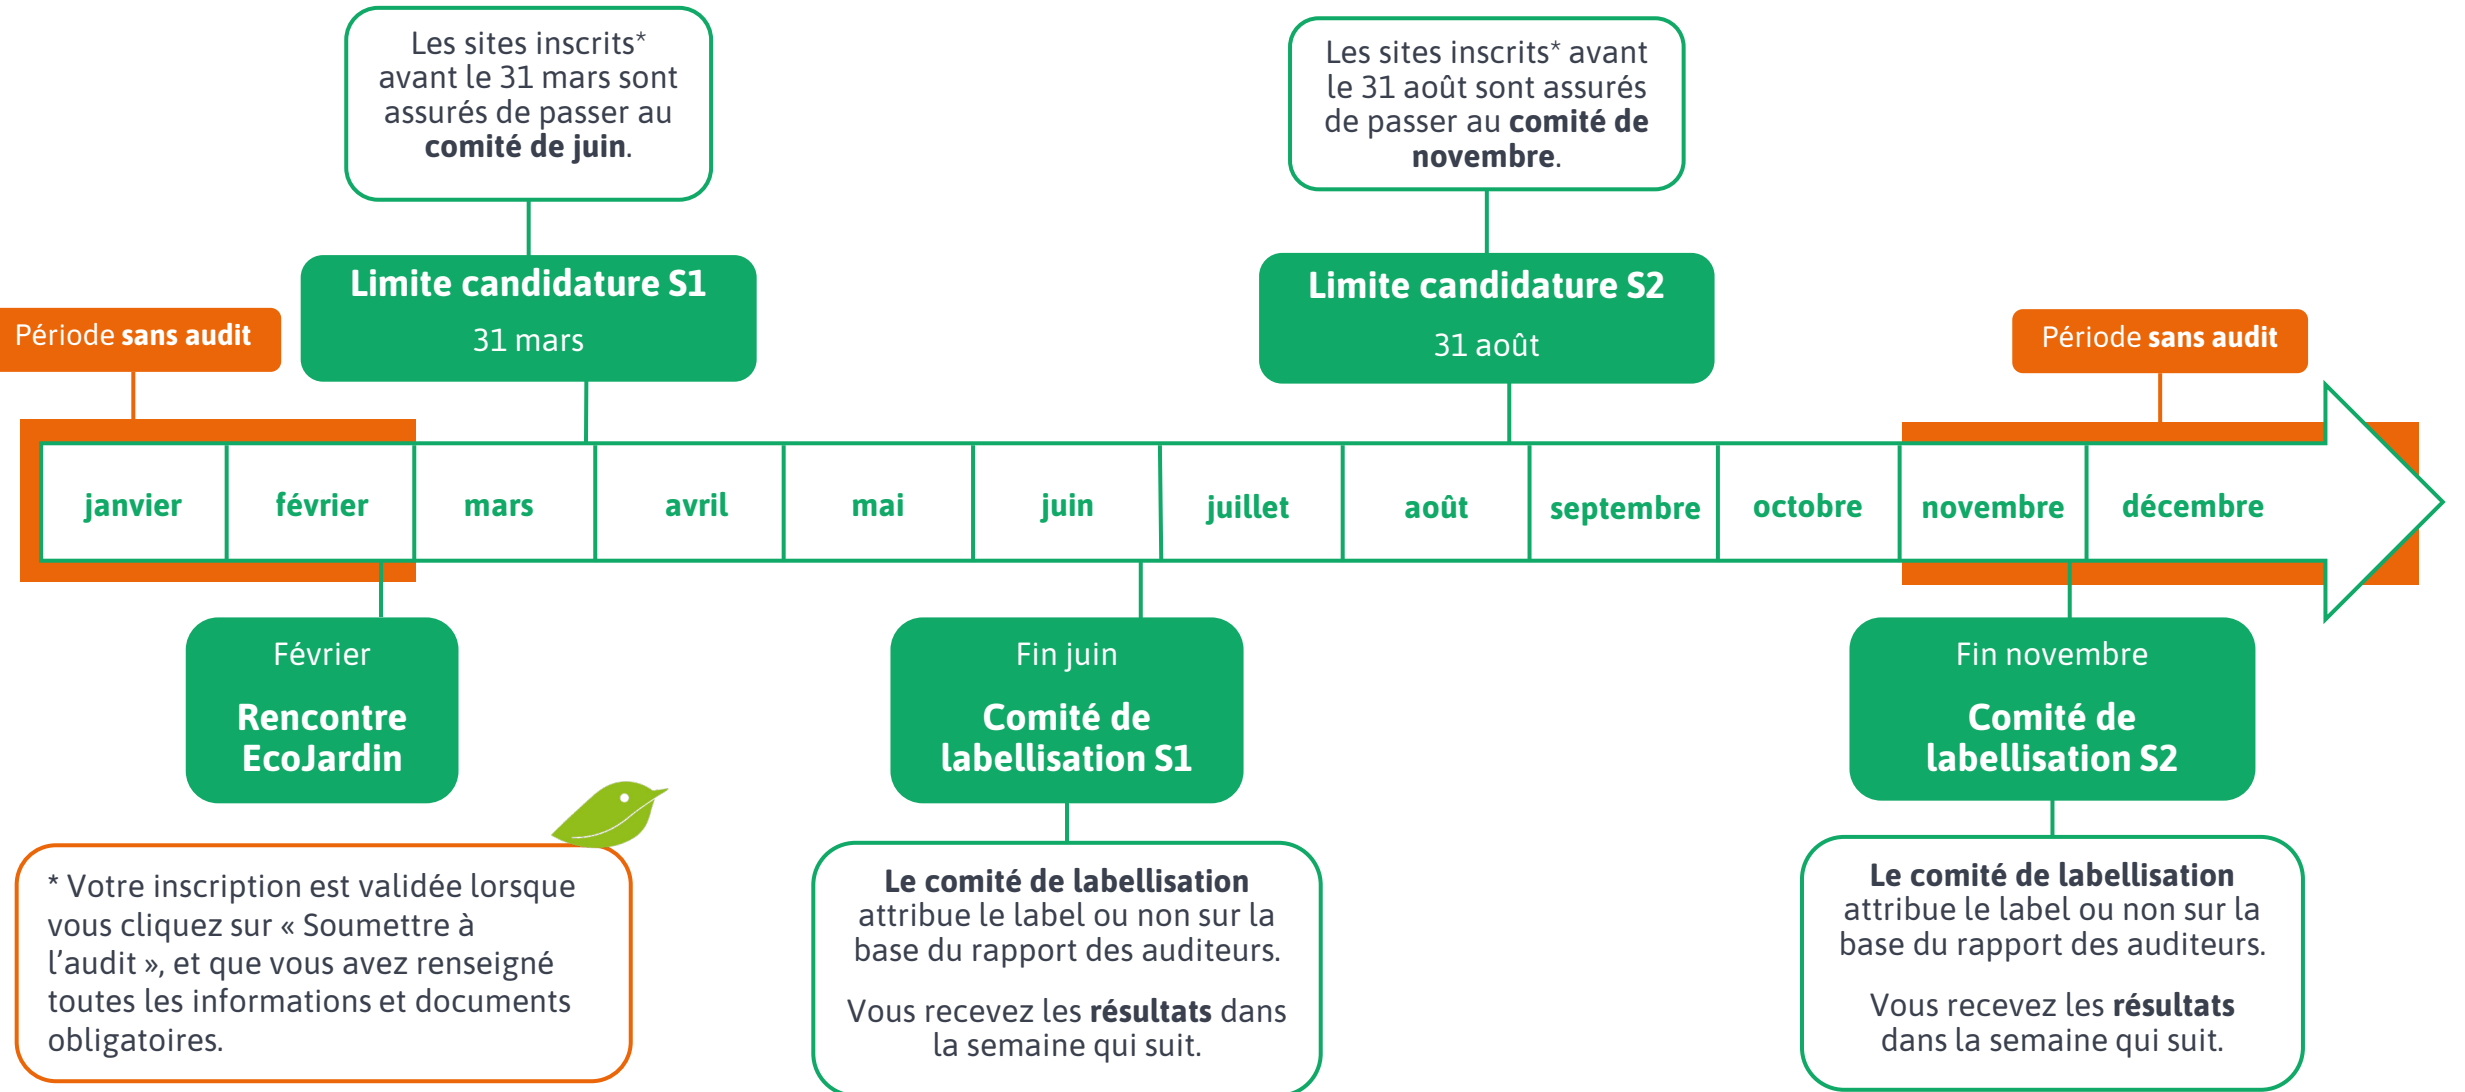 Les sites inscrits*
avant le 31 mars sont
assurés de passer au
comité de juin.
Les sites inscrits* avant
le 31 août sont assurés
de passer au comité de
novembre.
Limite candidature S1
31 mars
Limite candidature S2
31 août
Période sans audit
Période sans audit
janvier
février
mars
avril
mai
juin
juillet
août
septembre
octobre
novembre
décembre
Février
Rencontre
EcoJardin
Fin juin
Comité de
labellisation S1
Fin novembre
Comité de
labellisation S2
* Votre inscription est validée lorsque
vous cliquez sur « Soumettre à
l’audit », et que vous avez renseigné
toutes les informations et documents
obligatoires.
Le comité de labellisation
attribue le label ou non sur la
base du rapport des auditeurs.
Vous recevez les résultats dans
la semaine qui suit.
Le comité de labellisation
attribue le label ou non sur la
base du rapport des auditeurs.
Vous recevez les résultats
dans la semaine qui suit.